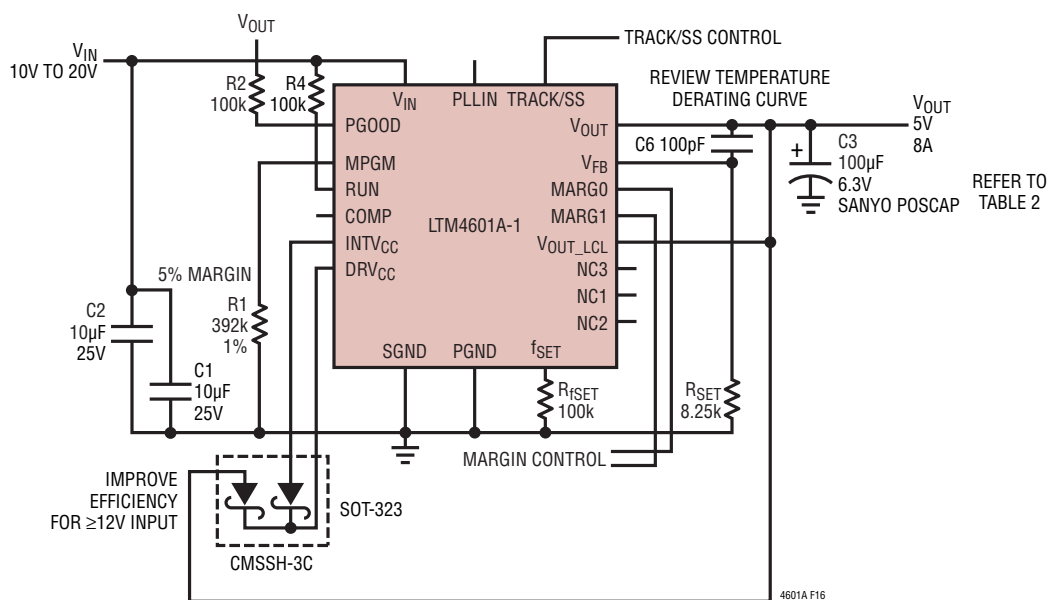 VOUT
VIN
10V TO 20V
R2
100k
R4
100k
VIN
PLLIN
TRACK/SS
TRACK/SS CONTROL
REVIEW TEMPERATURE
DERATING CURVE
PGOOD
MPGM
RUN
COMP
INTVCC
DRVCC
LTM4601A-1
VOUT
VFB
MARG0
MARG1
VOUT_LCL
NC3
NC1
NC2
SGND
PGND
fSET
C6 100pF
VOUT
5V
8A
+
C3
100µF
6.3V
SANYO POSCAP
REFER TO
TABLE 2
5% MARGIN
R1
392k
1%
C2
10µF
25V
C1
10µF
25V
RfSET
100k
RSET
8.25k
MARGIN CONTROL
IMPROVE
EFFICIENCY
FOR ≥12V INPUT
SOT-323
CMSSH-3C
4601A F16